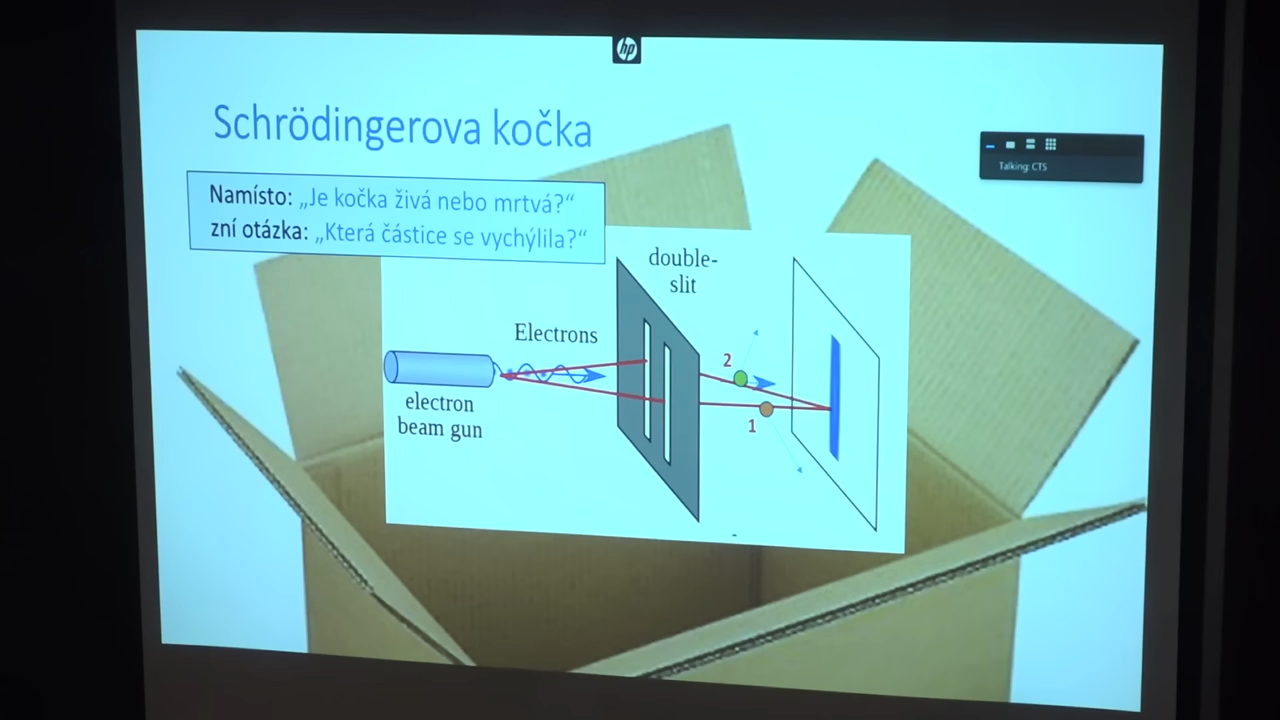 hp
Schrödingerova kočka
Talking: CTS
Namísto: „Je kočka živá nebo mrtvá?“
zní otázka: „Která částice se vychýlila?“
double-
slit
Electrons
2
electron
beam gun
1